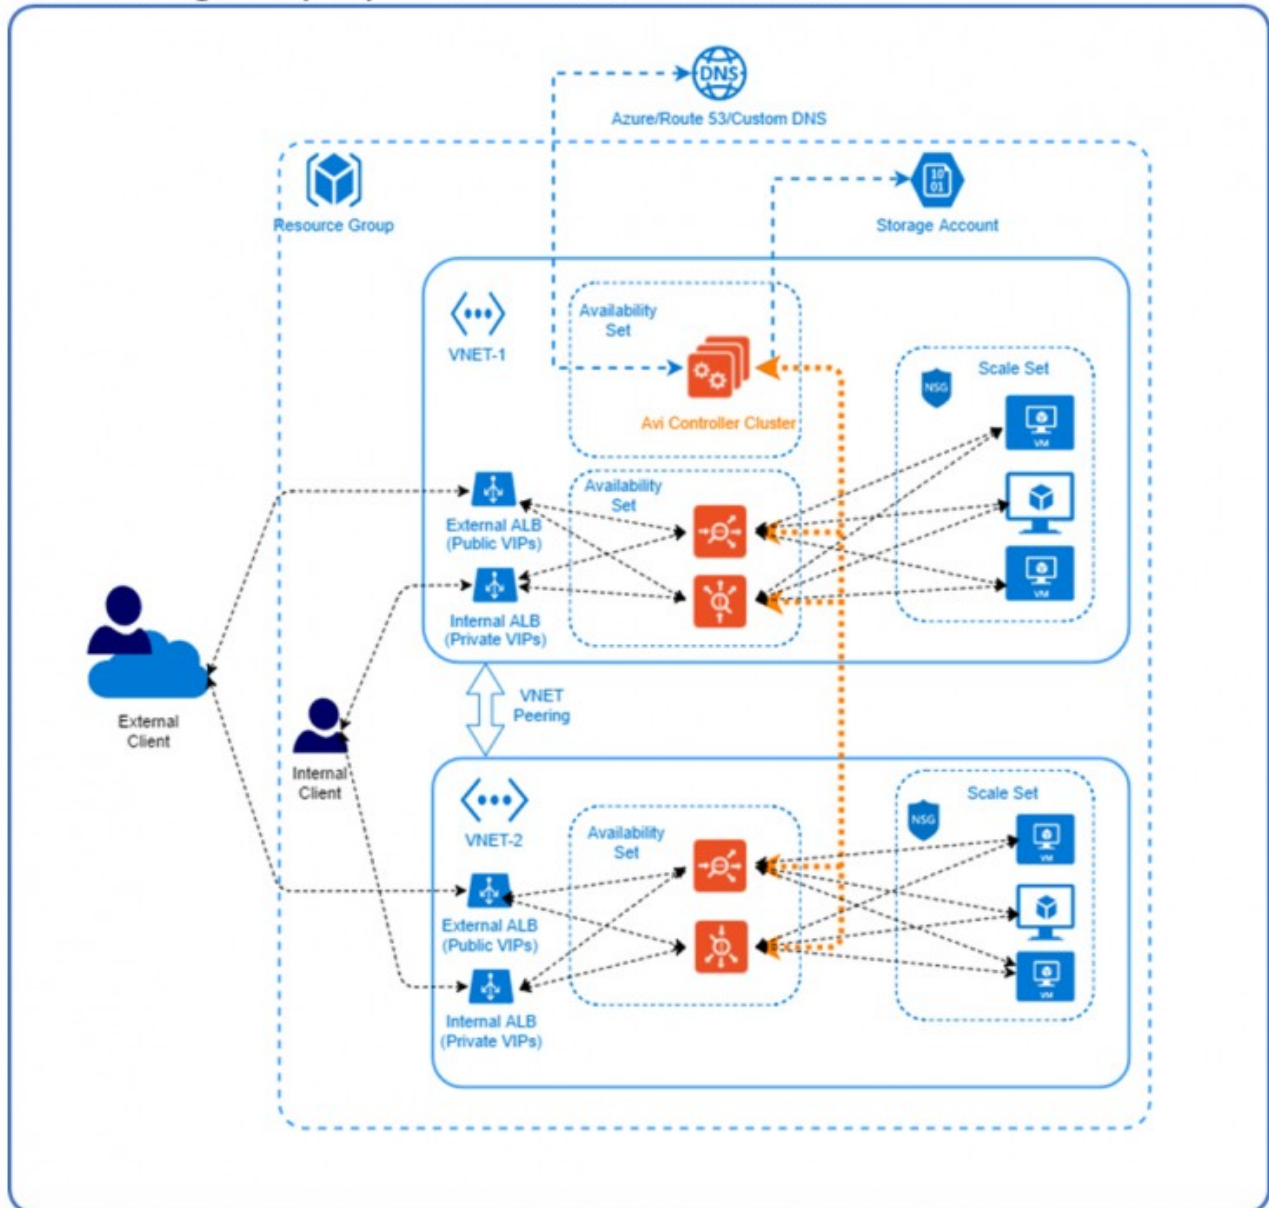 DNS
Azure/Route 53/Custom DNS
10
01
Resource Group
Storage Account
Availability
Set
VNET-1
NSG
Scale Set
VM
Avi Controller Cluster
Availability
Set
External ALB
(Public VIPs)
VM
Internal ALB
(Private VIPs)
External
Client
VNET
Peering
Internal
Client
VNET-2
Availability
Set
NSG
Scale Set
VM
External ALB
(Public VIPs)
VM
Internal ALB
(Private VIPs)